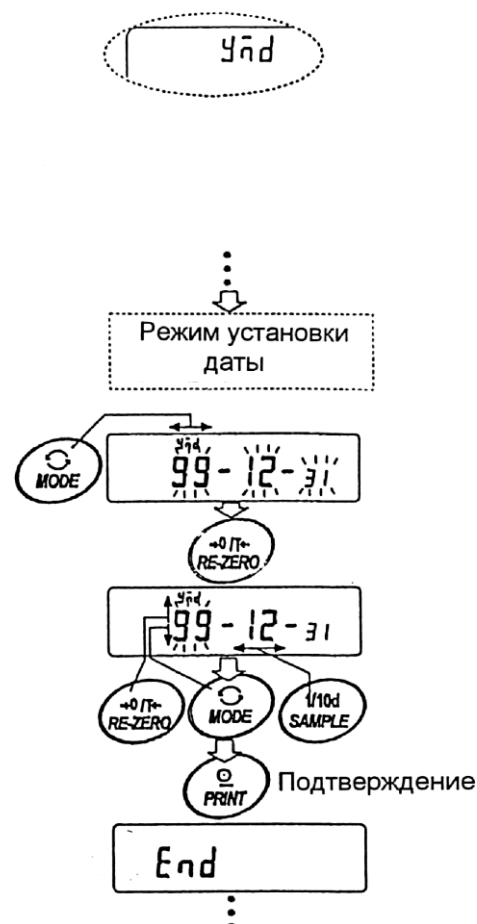 ymd
Режим установки
даты
MODE
ymd
99-12-31
→0/T←
RE-ZERO
ymd
99-12-31
→0/T←
RE-ZERO
MODE
1/10d
SAMPLE
PRINT
Подтверждение
End